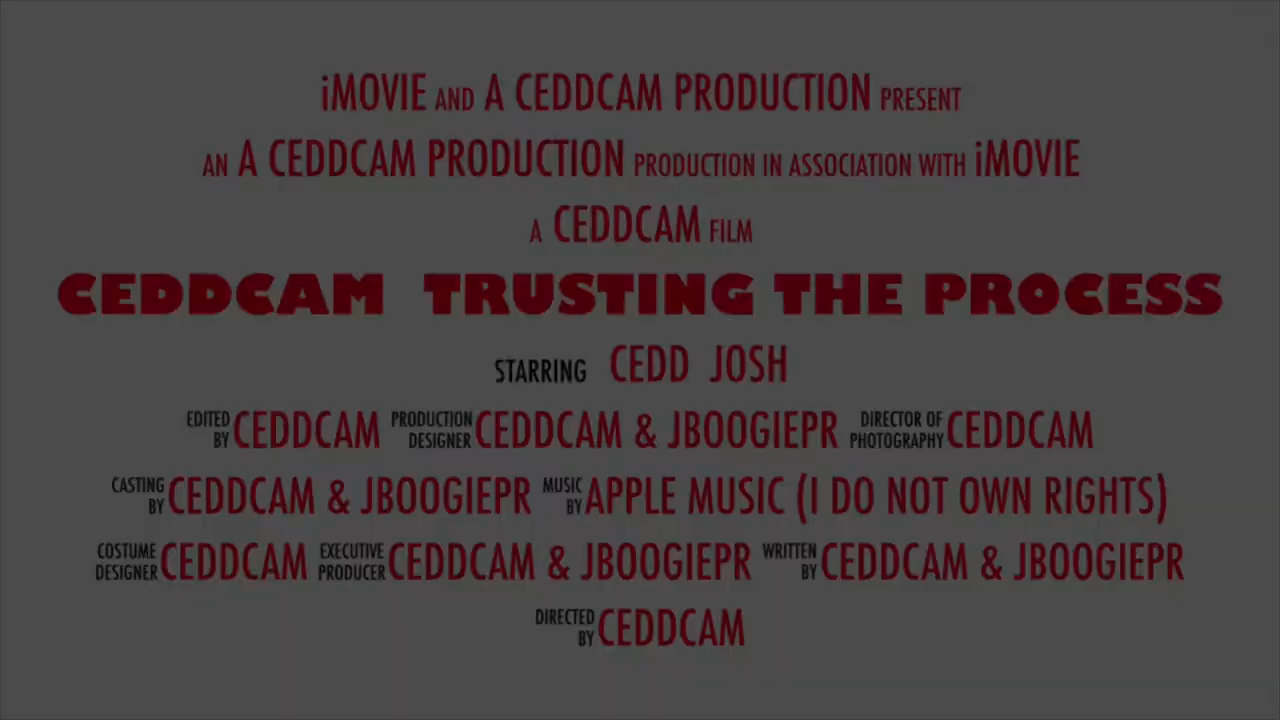 iMOVIE AND A CEDDCAM PRODUCTION PRESENT
AN A CEDDCAM PRODUCTION PRODUCTION IN ASSOCIATION WITH iMOVIE
A CEDDCAM FILM
CEDDCAM TRUSTING THE PROCESS
STARRING CEDD JOSH
EDITED BY CEDDCAM PRODUCTION DESIGNER CEDDCAM & JBOOGIEPR DIRECTOR OF PHOTOGRAPHY CEDDCAM
CASTING BY CEDDCAM & JBOOGIEPR MUSIC BY APPLE MUSIC (I DO NOT OWN RIGHTS)
COSTUME DESIGNER CEDDCAM EXECUTIVE PRODUCER CEDDCAM & JBOOGIEPR WRITTEN BY CEDDCAM & JBOOGIEPR
DIRECTED BY CEDDCAM